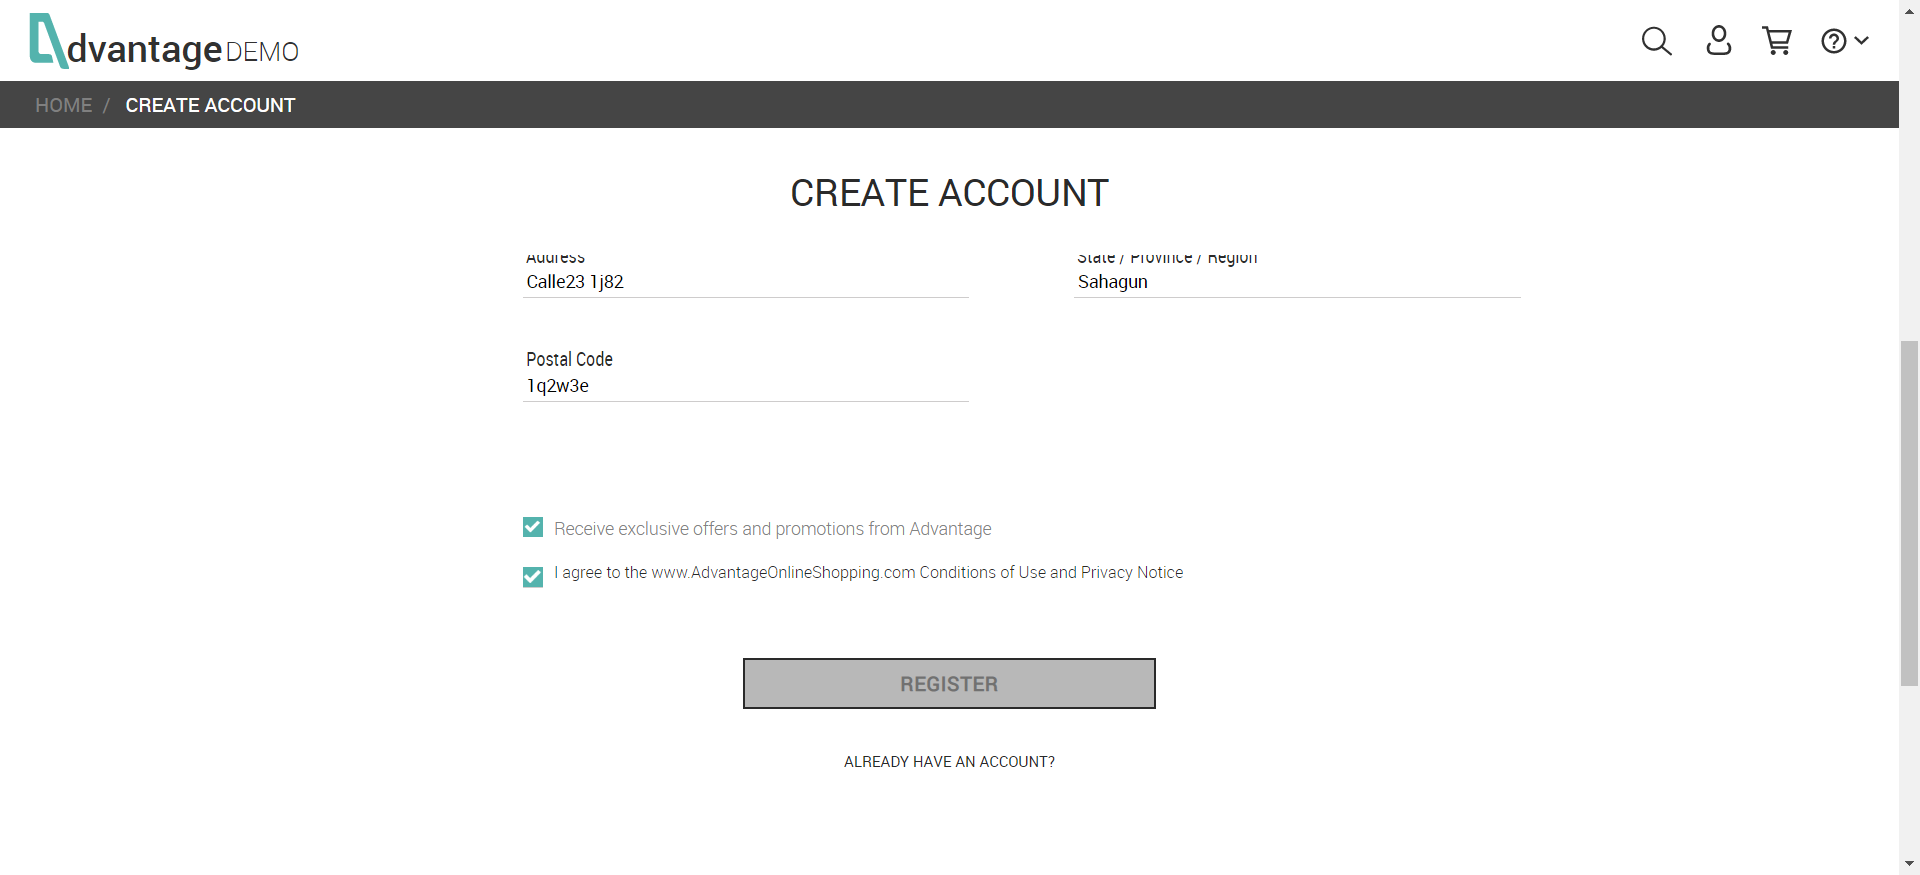 dvantage DEMO
HOME / CREATE ACCOUNT
CREATE ACCOUNT
Address
State / Province / Region
Calle23 1j82
Sahagun
Postal Code
1q2w3e
Receive exclusive offers and promotions from Advantage
I agree to the www.AdvantageOnlineShopping.com Conditions of Use and Privacy Notice
REGISTER
ALREADY HAVE AN ACCOUNT?